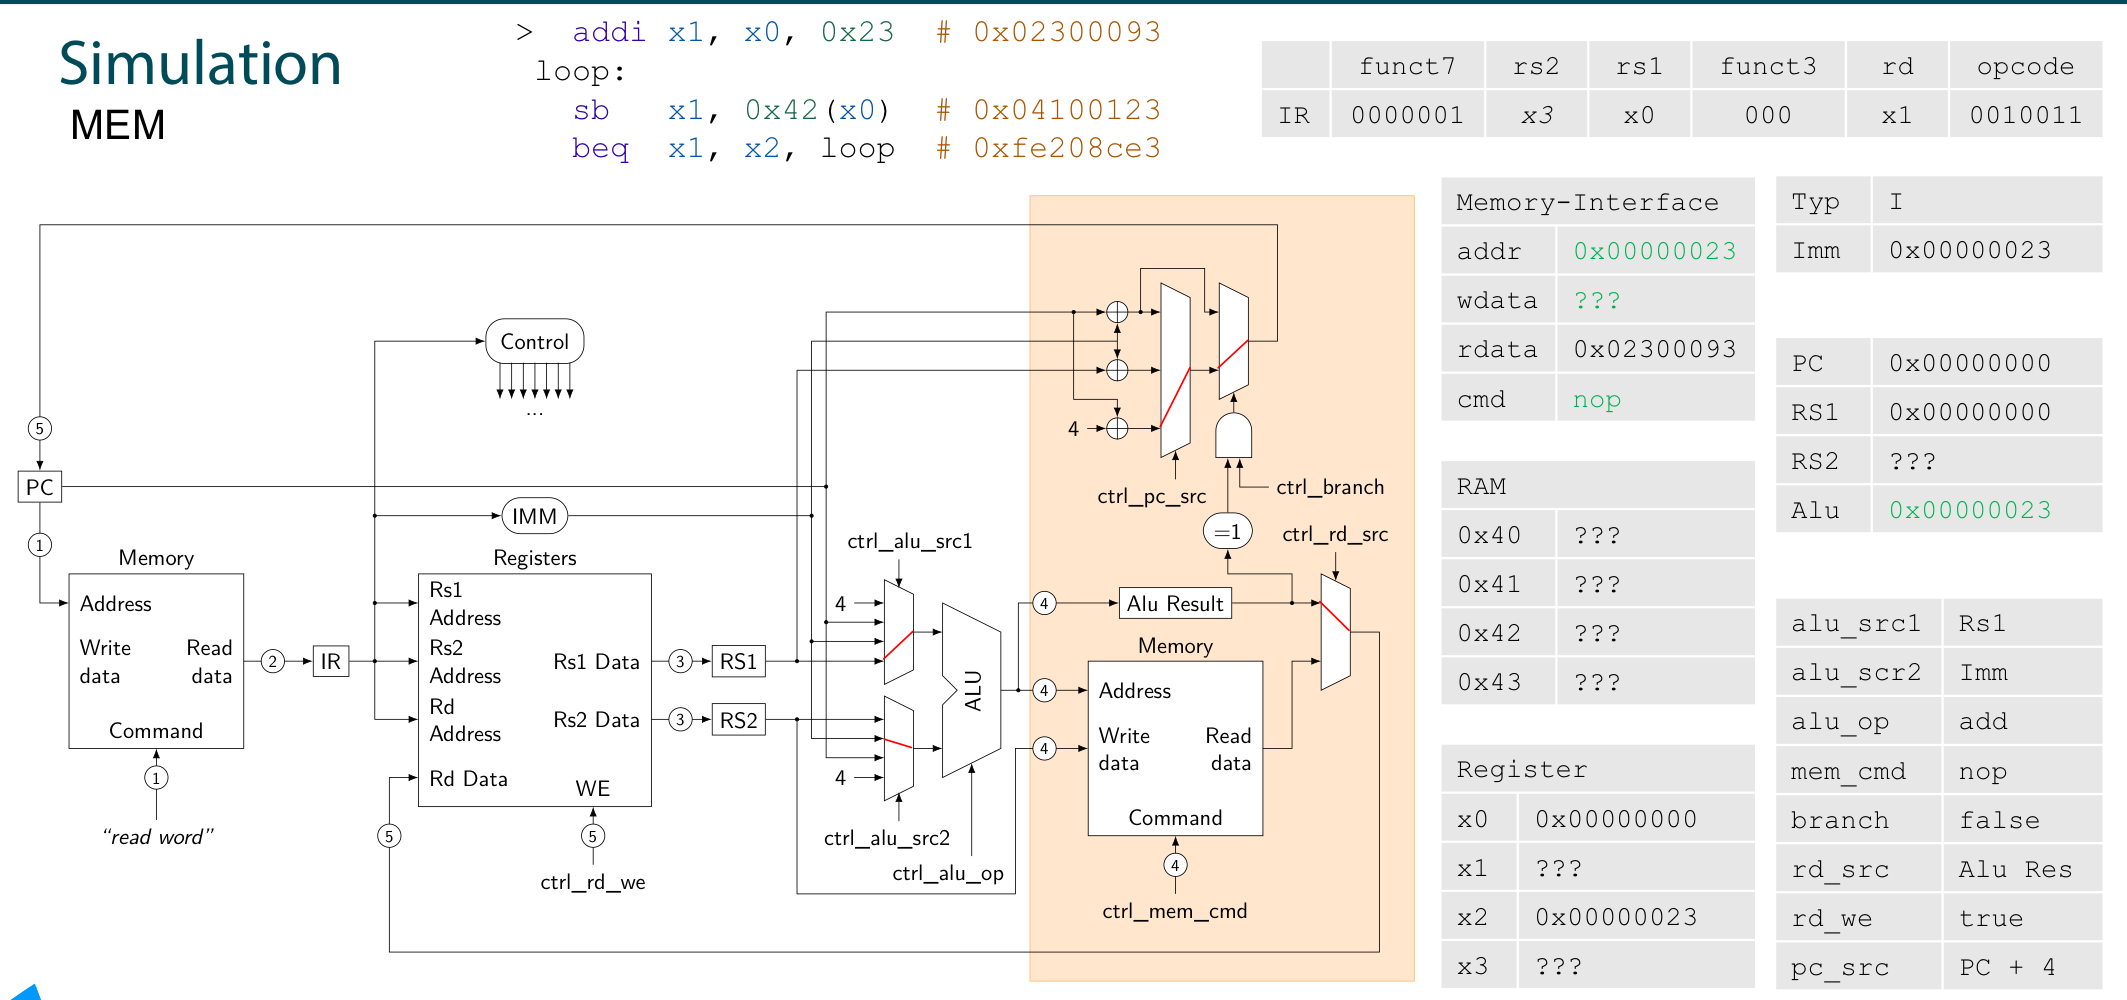 Simulation
MEM
> addi x1, x0, 0x23 # 0x02300093
loop:
sb x1, 0x42(x0) # 0x04100123
beq x1, x2, loop # 0xfe208ce3
funct7 rs2 rs1 funct3 rd opcode
IR 0000001 x3 x0 000 x1 0010011
Control
...
5
PC
1
Memory
Address
Write data
Read data
Command
1
“read word”
2
IR
IMM
Registers
Rs1 Address
Rs2 Address
Rd Address
Rd Data
Rs1 Data
Rs2 Data
WE
5
5
ctrl_rd_we
3
RS1
3
RS2
ctrl_alu_src1
4
4
ctrl_alu_src2
ALU
ctrl_alu_op
4
ctrl_pc_src
ctrl_branch
=1
ctrl_rd_src
4
Alu Result
4
4
Memory
Address
Write data
Read data
Command
4
ctrl_mem_cmd
Memory-Interface
addr 0x00000023
wdata ???
rdata 0x02300093
cmd nop
RAM
0x40 ???
0x41 ???
0x42 ???
0x43 ???
Register
x0 0x00000000
x1 ???
x2 0x00000023
x3 ???
Typ I
Imm 0x00000023
PC 0x00000000
RS1 0x00000000
RS2 ???
Alu 0x00000023
alu_src1 Rs1
alu_scr2 Imm
alu_op add
mem_cmd nop
branch false
rd_src Alu Res
rd_we true
pc_src PC + 4